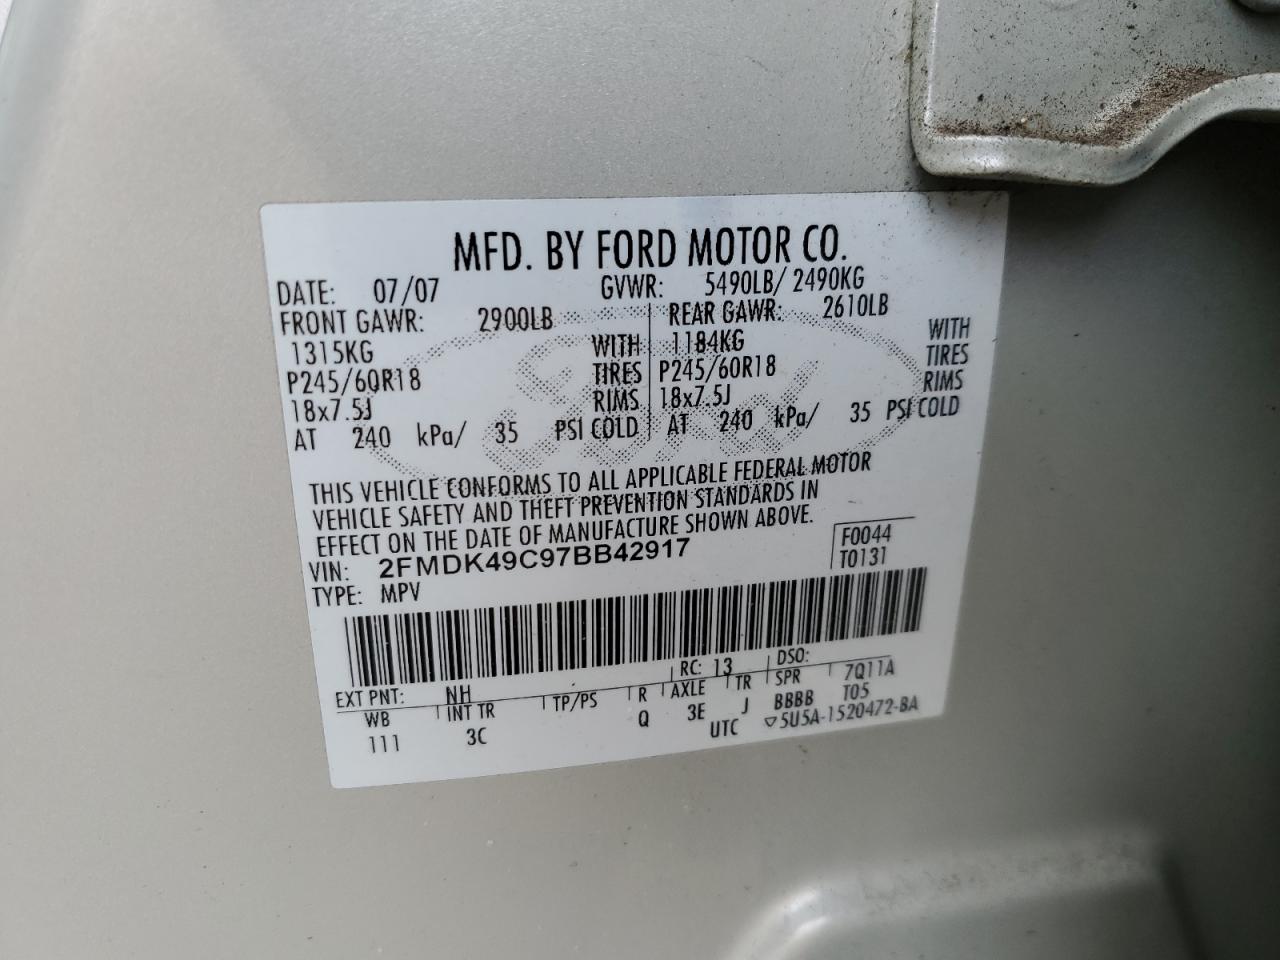 MFD. BY FORD MOTOR CO.
DATE: 07/07 GVWR: 5490LB/ 2490KG
FRONT GAWR: 2900LB REAR GAWR: 2610LB
1315KG WITH 1184KG WITH
P245/60R18 TIRES P245/60R18 TIRES
18x7.5J RIMS 18x7.5J RIMS
AT 240 kPa/ 35 PSI COLD AT 240 kPa/ 35 PSI COLD
THIS VEHICLE CONFORMS TO ALL APPLICABLE FEDERAL MOTOR
VEHICLE SAFETY AND THEFT PREVENTION STANDARDS IN
EFFECT ON THE DATE OF MANUFACTURE SHOWN ABOVE.
VIN: 2FMDK49C97BB42917 F0044
TYPE: MPV T0131
EXT PNT: NH RC: 13 DSO:
WB INT TR TP/PS R AXLE TR SPR 7Q11A
111 3C Q 3E J BBBB T05
UTC ▽5U5A-1520472-BA